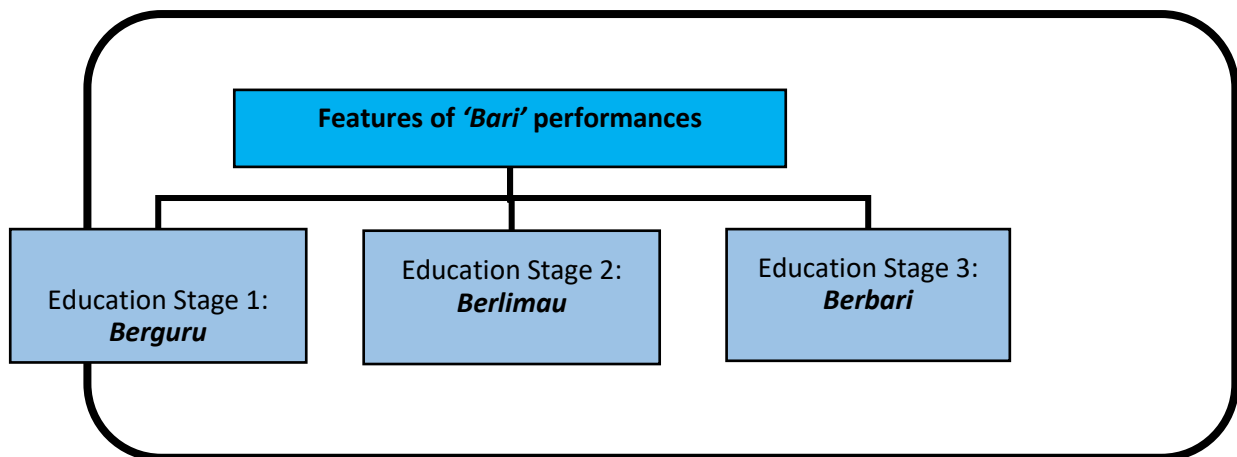 Features of ‘Bari’ performances
Education Stage 1:
Berguru
Education Stage 2:
Berlimau
Education Stage 3:
Berbari